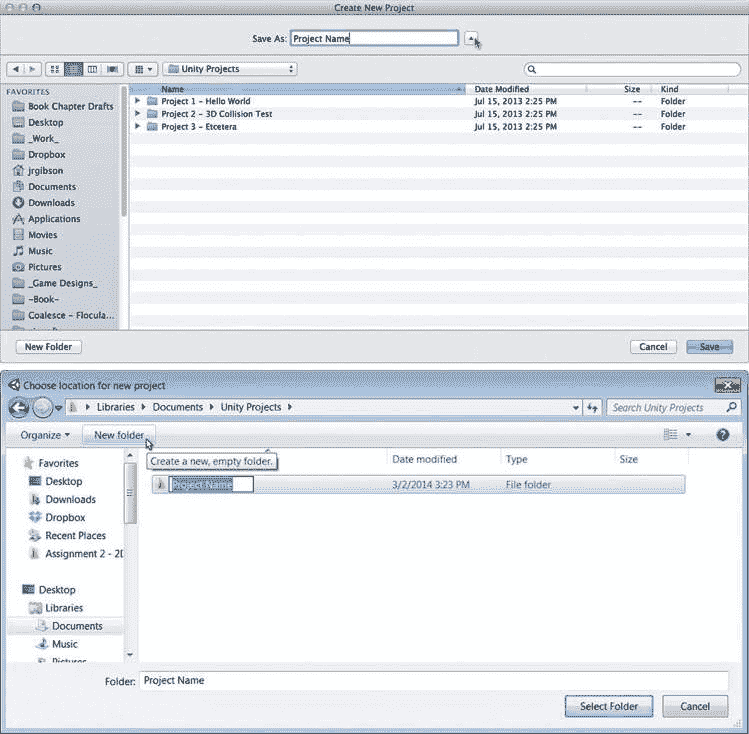 Create New Project
Save As: Project Name
Unity Projects
FAVORITES
Book Chapter Drafts
Desktop
_Work_
Dropbox
jrgibson
Documents
Downloads
Applications
Movies
Music
Pictures
_Game Designs_
-Book-
Coalesce - Flocula...
Name Date Modified Size Kind
Project 1 - Hello World Jul 15, 2013 2:25 PM -- Folder
Project 2 - 3D Collision Test Jul 15, 2013 2:25 PM -- Folder
Project 3 - Etcetera Jul 15, 2013 2:25 PM -- Folder
New Folder Cancel Save
Choose location for new project
Libraries Documents Unity Projects Search Unity Projects
Organize New folder
Create a new, empty folder.
Favorites
Desktop
Downloads
Dropbox
Recent Places
Assignment 2 - 2D
Desktop
Libraries
Documents
Music
Pictures
Date modified Type Size
Project Name 3/2/2014 3:23 PM File folder
Folder: Project Name
Select Folder Cancel